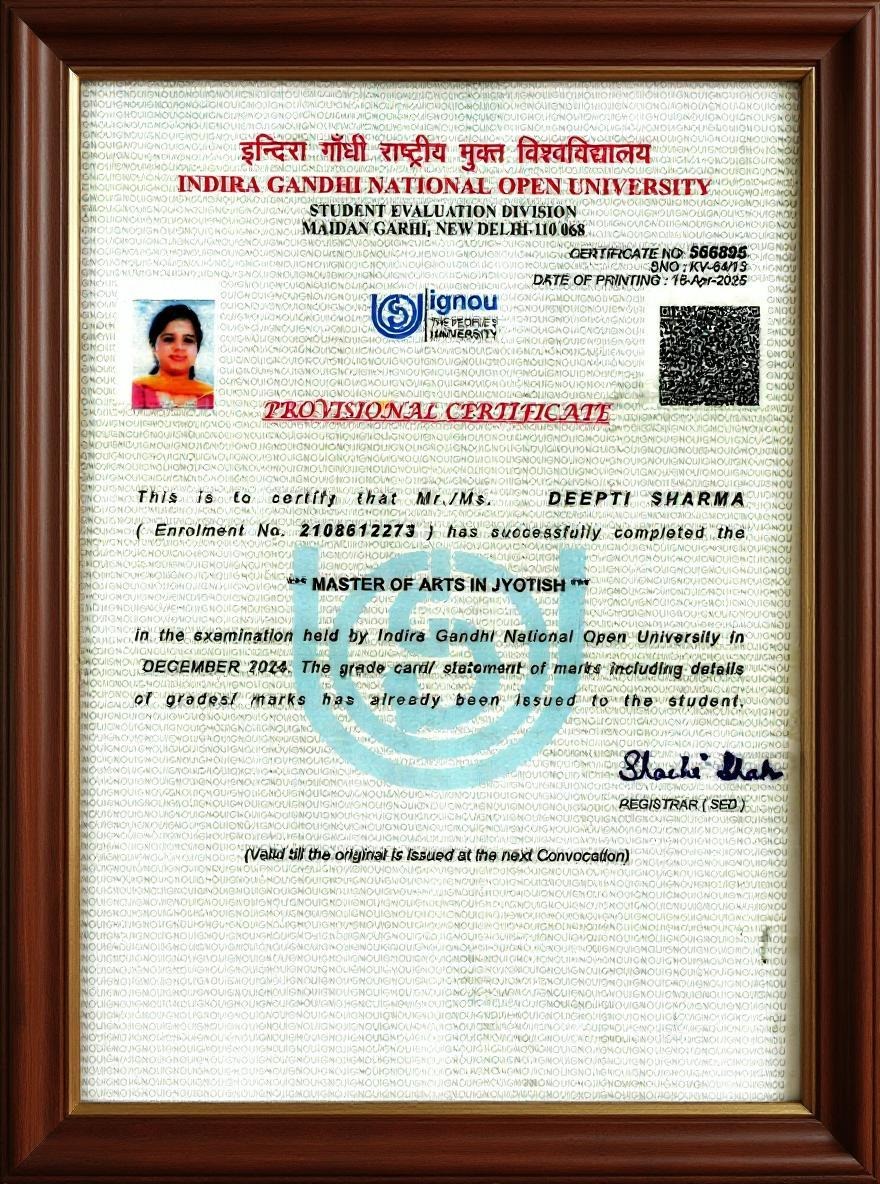 इन्दिरा गाँधी राष्ट्रीय मुक्त विश्वविद्यालय
INDIRA GANDHI NATIONAL OPEN UNIVERSITY
STUDENT EVALUATION DIVISION
MAIDAN GARHI, NEW DELHI-110 068
CERTIFICATE NO: 566895
SNO : KV-64/13
DATE OF PRINTING : 16-Apr-2025
ignou
THE PEOPLE'S
UNIVERSITY
PROVISIONAL CERTIFICATE
This is to certify that Mr./Ms. DEEPTI SHARMA
( Enrolment No. 2108612273 ) has successfully completed the
*** MASTER OF ARTS IN JYOTISH ***
in the examination held by Indira Gandhi National Open University in
DECEMBER 2024. The grade card/ statement of marks including details
of grades/ marks has already been issued to the student.
REGISTRAR ( SED )
(Valid till the original is issued at the next Convocation)